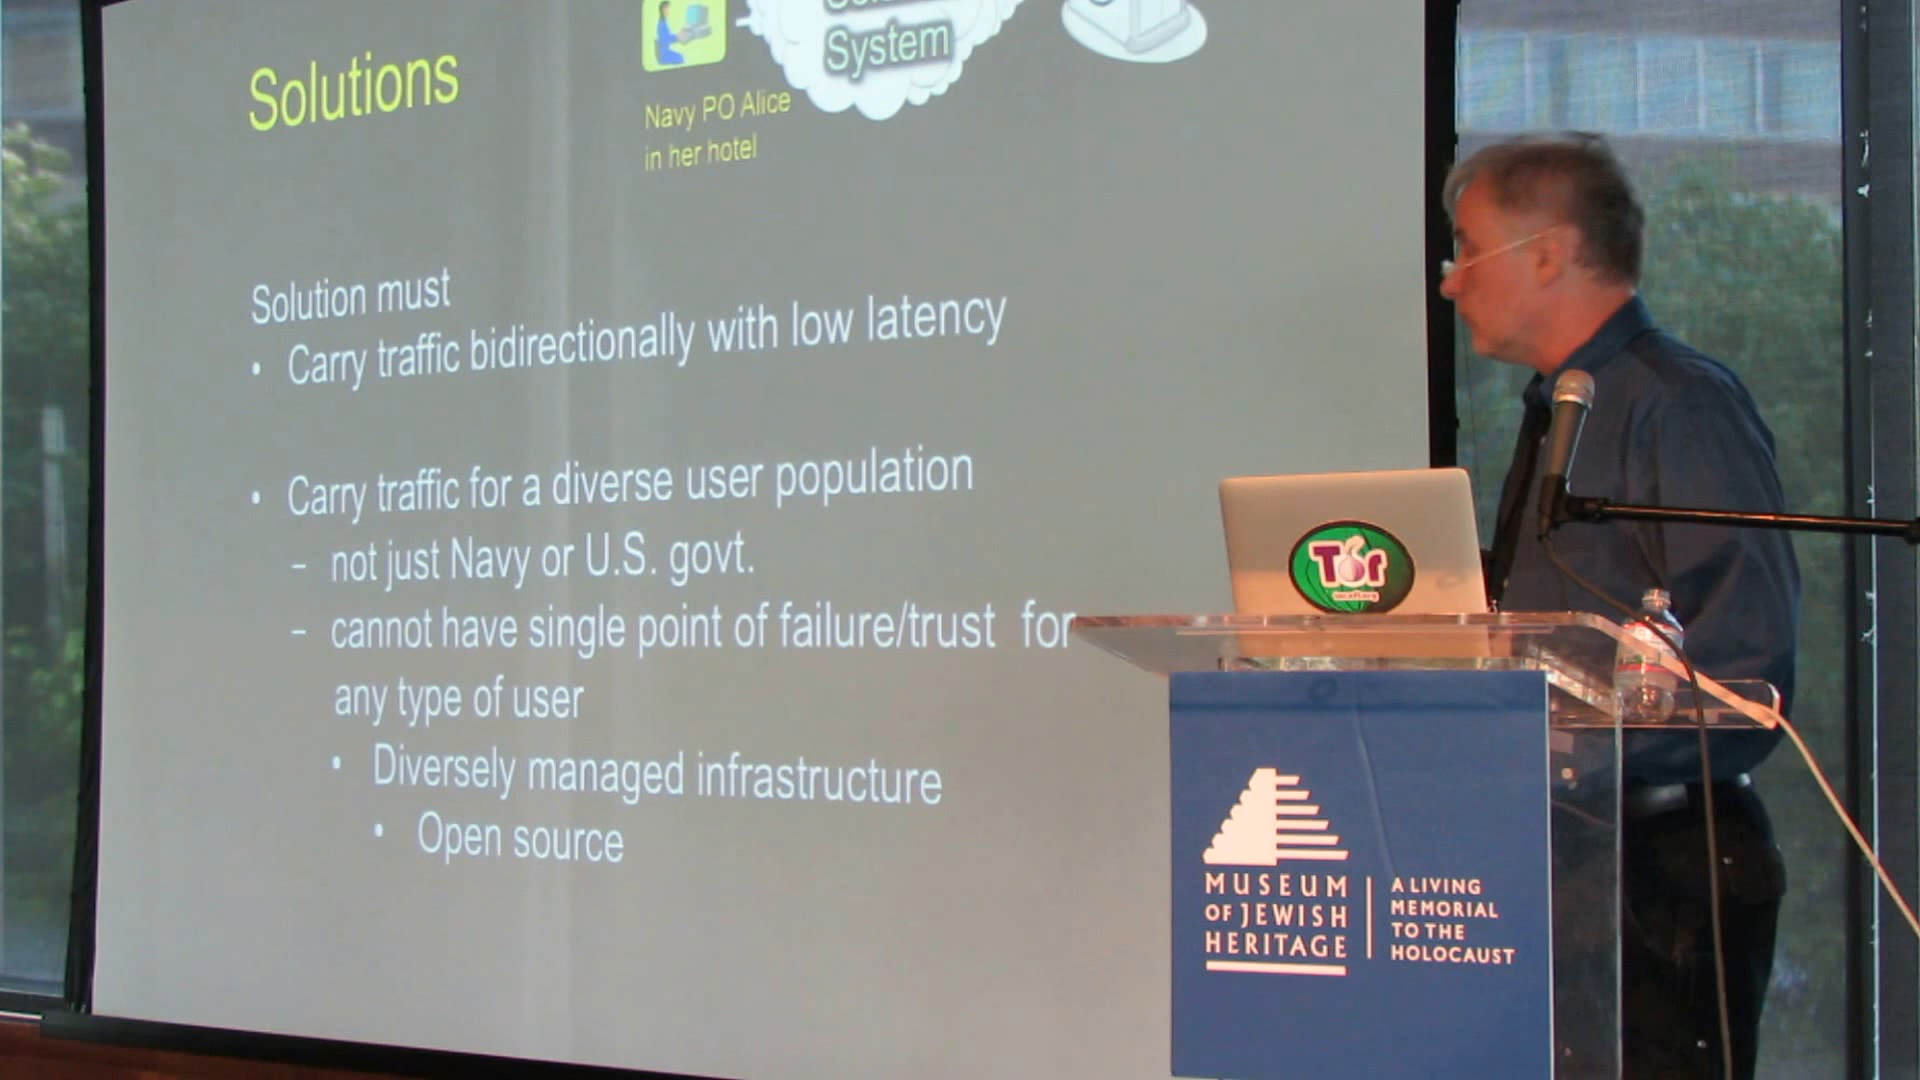 Solutions
System
Navy PO Alice
in her hotel
Solution must
• Carry traffic bidirectionally with low latency
• Carry traffic for a diverse user population
– not just Navy or U.S. govt.
– cannot have single point of failure/trust for
any type of user
• Diversely managed infrastructure
• Open source
Tor
MUSEUM
OF JEWISH
HERITAGE
A LIVING
MEMORIAL
TO THE
HOLOCAUST